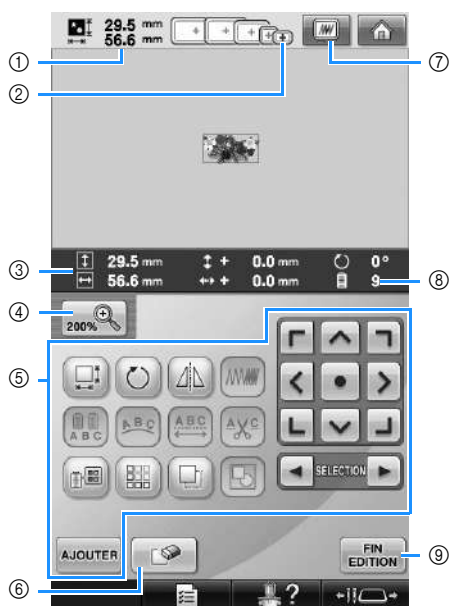 29.5 mm
56.6 mm
①
②
⑦
③
29.5 mm + 0.0 mm 0°
56.6 mm + 0.0 mm 9
⑧
④
200%
⑤
A B C
A B C
A B C
A C
SELECTION
AJOUTER
FIN
EDITION
⑨
⑥
?